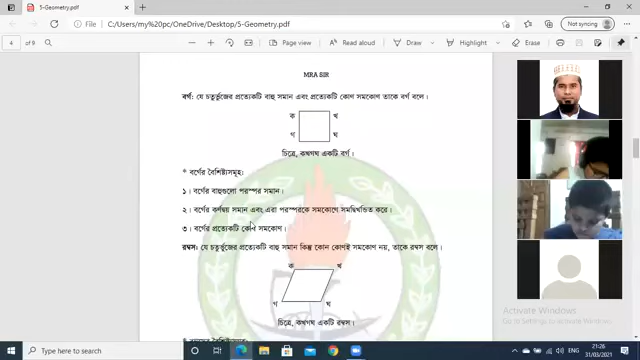 5-Geometry.pdf
C:/Users/my%20pc/OneDrive/Desktop/5-Geometry.pdf
Not syncing
4 of 9
Page view
Read aloud
Draw
Highlight
Erase
MRA SIR
বর্গ: যে চতুর্ভুজের প্রত্যেকটি বাহু সমান এবং প্রত্যেকটি কোণ সমকোণ তাকে বর্গ বলে।
ক খ
গ ঘ
চিত্রে, কখগঘ একটি বর্গ।
* বর্গের বৈশিষ্ট্যসমূহ:
১। বর্গের বাহুগুলো পরস্পর সমান।
২। বর্গের কর্ণদ্বয় সমান এবং এরা পরস্পরকে সমকোণে সমদ্বিখন্ডিত করে।
৩। বর্গের প্রত্যেকটি কোণ সমকোণ।
রম্বস: যে চতুর্ভুজের প্রত্যেকটি বাহু সমান কিন্তু কোন কোণই সমকোণ নয়, তাকে রম্বস বলে।
ক খ
গ ঘ
চিত্রে, কখগঘ একটি রম্বস।
Activate Windows
Go to Settings to activate Windows.
Type here to search
ENG
21:26
31/03/2021